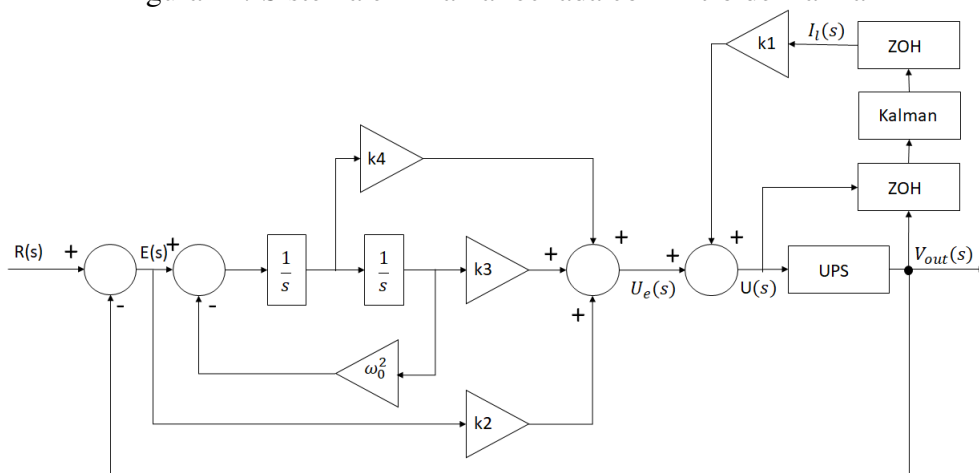 k1
I_l(s)
ZOH
Kalman
k4
ZOH
R(s)
+
E(s)
+
1/s
1/s
k3
+
+
+
+
UPS
V_out(s)
-
-
U_e(s)
U(s)
+
ω_0^2
k2